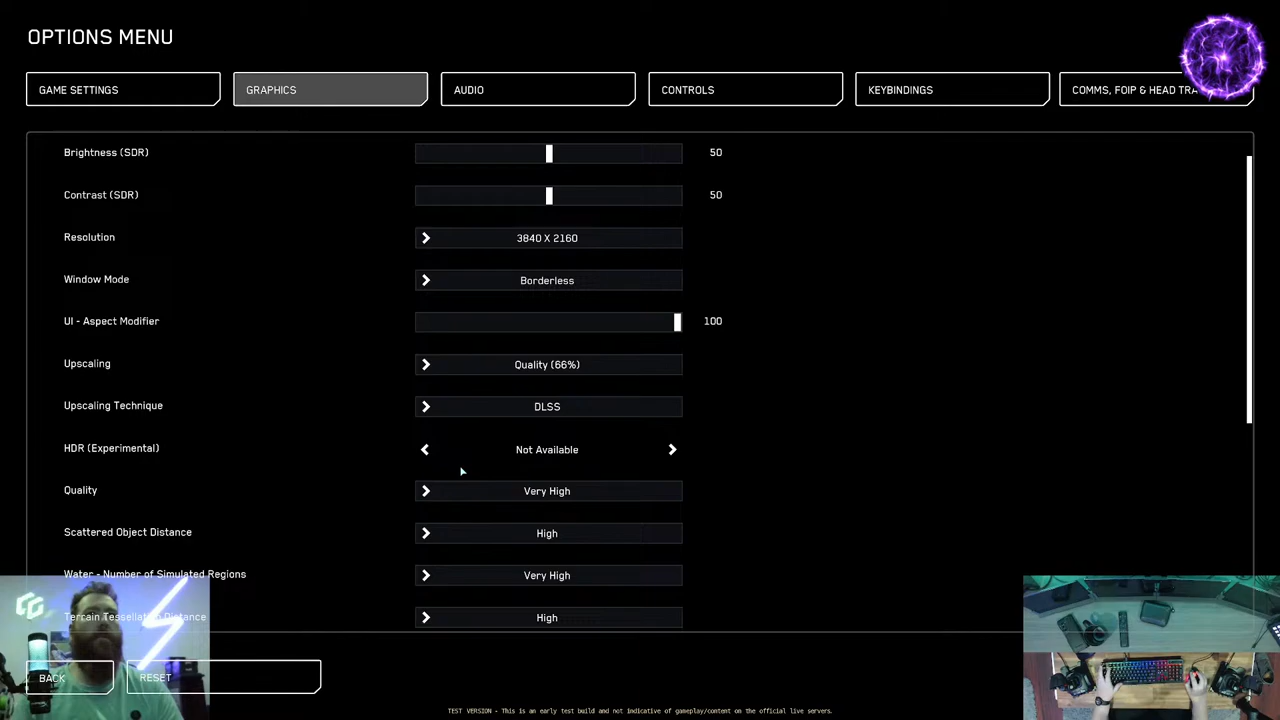 OPTIONS MENU
GAME SETTINGS
GRAPHICS
AUDIO
CONTROLS
KEYBINDINGS
COMMS, FOIP & HEAD TRA
Brightness (SDR)
50
Contrast (SDR)
50
Resolution
3840 X 2160
Window Mode
Borderless
UI - Aspect Modifier
100
Upscaling
Quality (66%)
Upscaling Technique
DLSS
HDR (Experimental)
Not Available
Quality
Very High
Scattered Object Distance
High
Water - Number of Simulated Regions
Very High
Terrain Tessellation Distance
High
BACK
RESET
TEST VERSION - This is an early test build and not indicative of gameplay/content on the official live servers.